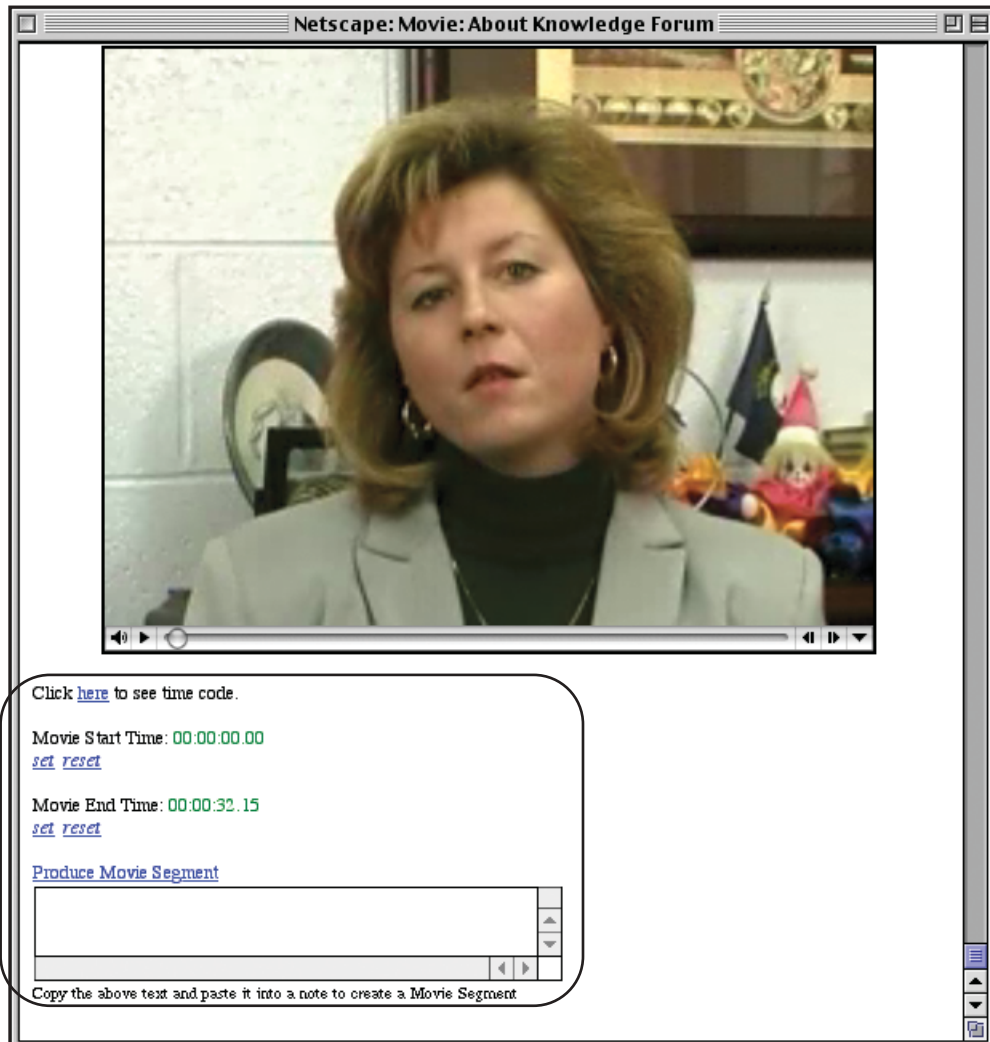 Netscape: Movie: About Knowledge Forum
Click here to see time code.
Movie Start Time: 00:00:00.00
set reset
Movie End Time: 00:00:32.15
set reset
Produce Movie Segment
Copy the above text and paste it into a note to create a Movie Segment